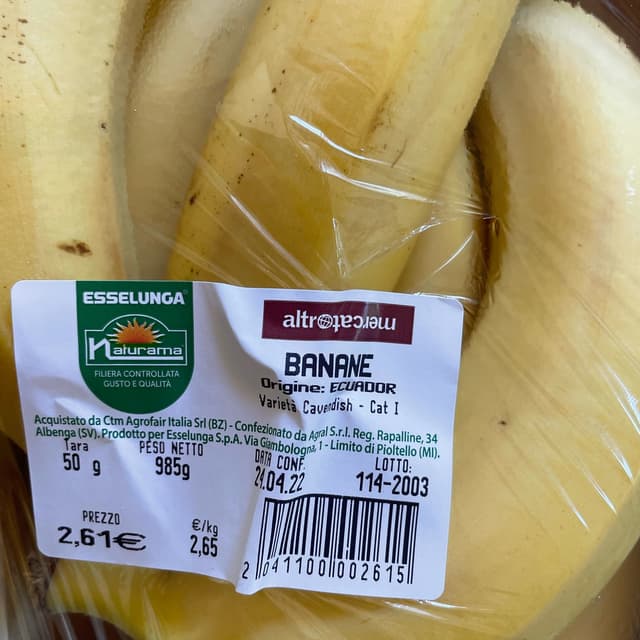 ESSELUNGA
Naturama
FILIERA CONTROLLATA
GUSTO E QUALITÀ
altromercato
BANANE
Origine: ECUADOR
Varietà Cavendish - Cat I
Acquistato da Ctm Agrofair Italia Srl (BZ) - Confezionato da Agral S.r.l. Reg. Rapalline, 34
Albenga (SV). Prodotto per Esselunga S.p.A. Via Giambologna, 1 - Limito di Pioltello (MI).
Tara
50 g
PESO NETTO
985g
DATA CONF.
LOTTO:
114-2003
PREZZO
2,61€
€/kg
2,65
2 041100 002615